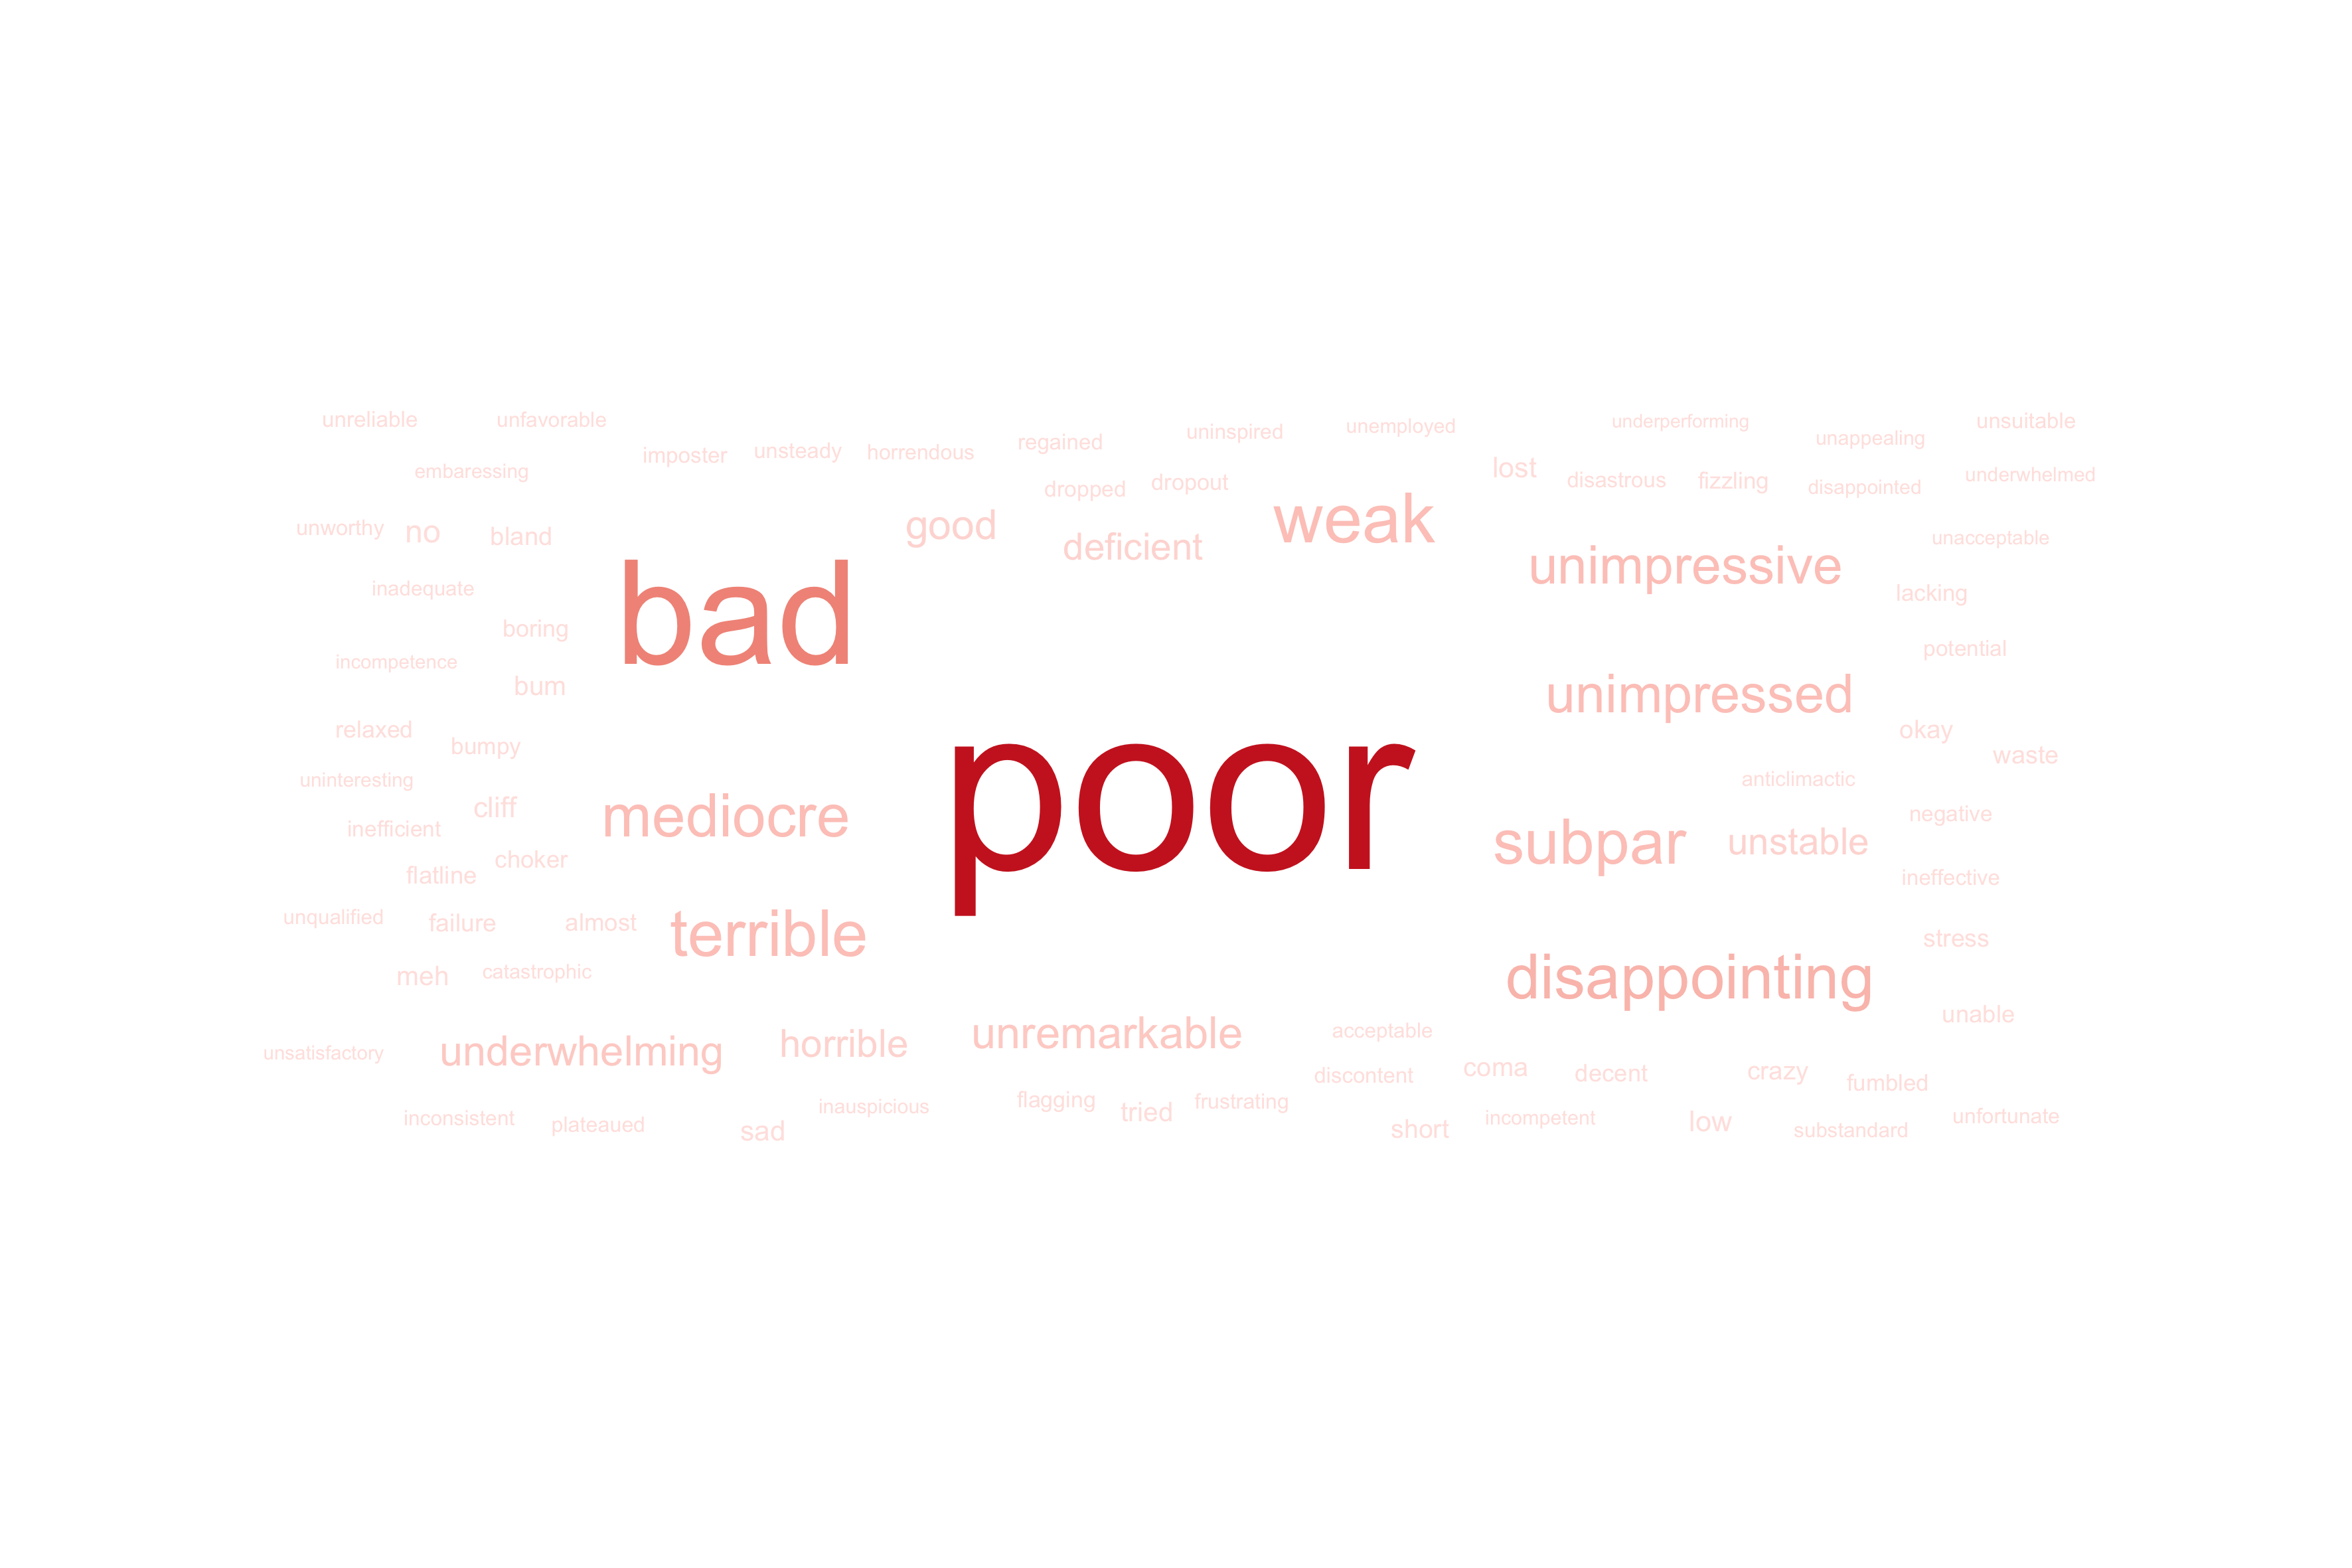 unreliable
unfavorable
underperforming
unsuitable
imposter
unsteady
horrendous
regained
uninspired
unemployed
unappealing
embaressing
dropped
dropout
lost
disastrous
fizzling
disappointed
underwhelmed
unworthy
no
bland
good
deficient
weak
unimpressive
unacceptable
inadequate
boring
bad
lacking
incompetence
bum
unimpressed
potential
relaxed
bumpy
poor
okay
waste
uninteresting
cliff
mediocre
anticlimactic
inefficient
choker
subpar
unstable
negative
flatline
ineffective
unqualified
failure
almost
terrible
stress
meh
catastrophic
disappointing
unsatisfactory
underwhelming
horrible
unremarkable
acceptable
unable
discontent
coma
decent
crazy
fumbled
inconsistent
plateaued
sad
inauspicious
flagging
tried
frustrating
short
incompetent
low
substandard
unfortunate